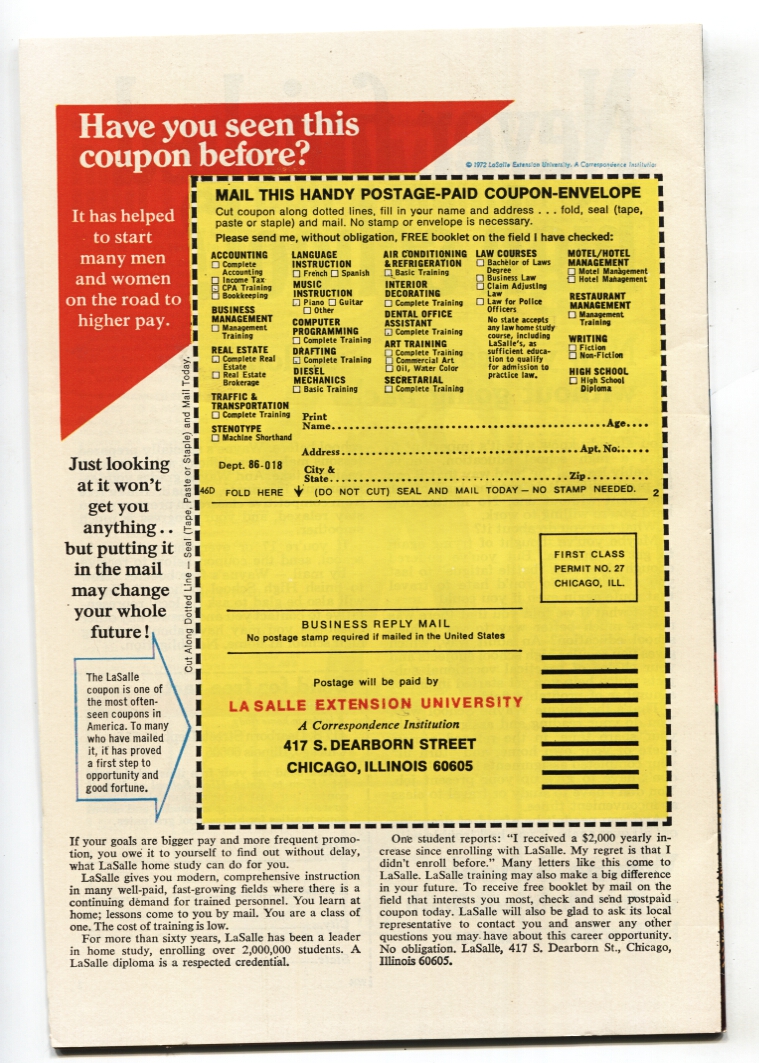 Have you seen this
coupon before?
© 1972 LaSalle Extension University, A Correspondence Institution
It has helped
to start
many men
and women
on the road to
higher pay.
Just looking
at it won't
get you
anything . .
but putting it
in the mail
may change
your whole
future!
The LaSalle
coupon is one of
the most often-
seen coupons in
America. To many
who have mailed
it, it has proved
a first step to
opportunity and
good fortune.
Cut Along Dotted Line — Seal (Tape, Paste or Staple) and Mail Today.
MAIL THIS HANDY POSTAGE-PAID COUPON-ENVELOPE
Cut coupon along dotted lines, fill in your name and address . . . fold, seal (tape,
paste or staple) and mail. No stamp or envelope is necessary.
Please send me, without obligation, FREE booklet on the field I have checked:
ACCOUNTING
☐ Complete
Accounting
☐ Income Tax
☐ CPA Training
☐ Bookkeeping
BUSINESS
MANAGEMENT
☐ Management
Training
REAL ESTATE
☐ Complete Real
Estate
☐ Real Estate
Brokerage
TRAFFIC &
TRANSPORTATION
☐ Complete Training
STENOTYPE
☐ Machine Shorthand
LANGUAGE
INSTRUCTION
☐ French ☐ Spanish
MUSIC
INSTRUCTION
☐ Piano ☐ Guitar
☐ Other
COMPUTER
PROGRAMMING
☐ Complete Training
DRAFTING
☐ Complete Training
DIESEL
MECHANICS
☐ Basic Training
AIR CONDITIONING
& REFRIGERATION
☐ Basic Training
INTERIOR
DECORATING
☐ Complete Training
DENTAL OFFICE
ASSISTANT
☐ Complete Training
ART TRAINING
☐ Complete Training
☐ Commercial Art
☐ Oil, Water Color
SECRETARIAL
☐ Complete Training
LAW COURSES
☐ Bachelor of Laws
Degree
☐ Business Law
☐ Claim Adjusting
Law
☐ Law for Police
Officers
No state accepts
any law home study
course, including
LaSalle's, as
sufficient educa-
tion to qualify
for admission to
practice law.
MOTEL/HOTEL
MANAGEMENT
☐ Motel Management
☐ Hotel Management
RESTAURANT
MANAGEMENT
☐ Management
Training
WRITING
☐ Fiction
☐ Non-Fiction
HIGH SCHOOL
☐ High School
Diploma
Print
Name.....Age....
Address.....Apt. No.....
Dept. 86-018
City &
State.....Zip.....
46D FOLD HERE ↓ (DO NOT CUT) SEAL AND MAIL TODAY — NO STAMP NEEDED. 2
FIRST CLASS
PERMIT NO. 27
CHICAGO, ILL.
BUSINESS REPLY MAIL
No postage stamp required if mailed in the United States
Postage will be paid by
LA SALLE EXTENSION UNIVERSITY
A Correspondence Institution
417 S. DEARBORN STREET
CHICAGO, ILLINOIS 60605
If your goals are bigger pay and more frequent promo-
tion, you owe it to yourself to find out without delay,
what LaSalle home study can do for you.
LaSalle gives you modern, comprehensive instruction
in many well-paid, fast-growing fields where there is a
continuing demand for trained personnel. You learn at
home; lessons come to you by mail. You are a class of
one. The cost of training is low.
For more than sixty years, LaSalle has been a leader
in home study, enrolling over 2,000,000 students. A
LaSalle diploma is a respected credential.
One student reports: "I received a $2,000 yearly in-
crease since enrolling with LaSalle. My regret is that I
didn't enroll before." Many letters like this come to
LaSalle. LaSalle training may also make a big difference
in your future. To receive free booklet by mail on the
field that interests you most, check and send postpaid
coupon today. LaSalle will also be glad to ask its local
representative to contact you and answer any other
questions you may have about this career opportunity.
No obligation. LaSalle, 417 S. Dearborn St., Chicago,
Illinois 60605.